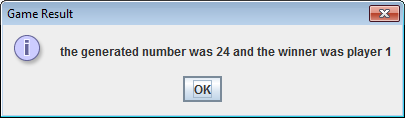 Game Result
the generated number was 24 and the winner was player 1
OK